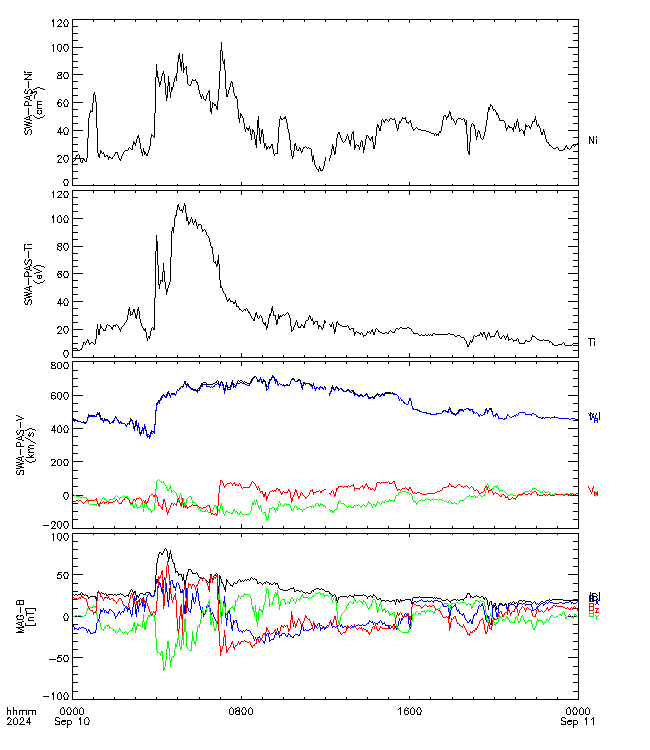 120
100
80
60
40
20
0
SWA-PAS-Ni
(cm⁻³)
Ni
120
100
80
60
40
20
0
SWA-PAS-Ti
(eV)
Ti
800
600
400
200
0
-200
SWA-PAS-V
(km/s)
100
50
0
-50
-100
MAG-B
[nT]
Bz
hhmm
2024
0000
Sep 10
0800
1600
0000
Sep 11